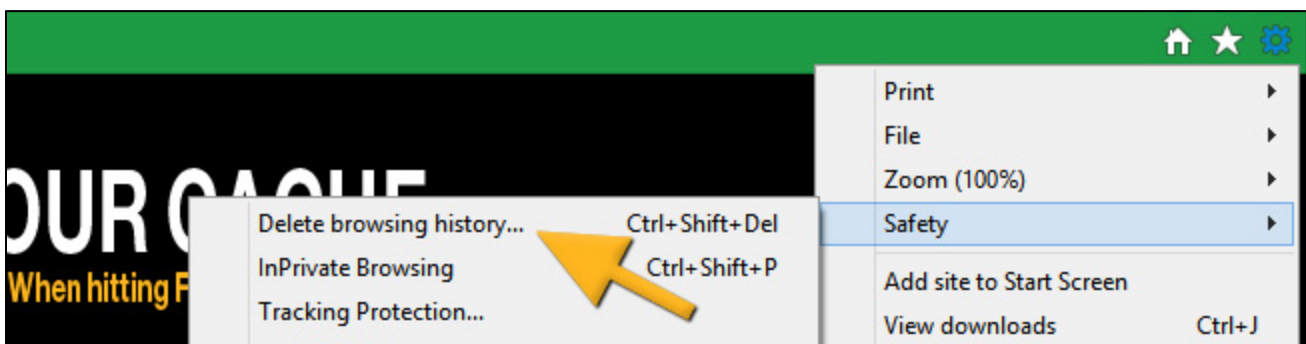 Print
File
Zoom (100%)
Safety
Add site to Start Screen
View downloads Ctrl+J
OUR CACHE
When hitting F
Delete browsing history... Ctrl+Shift+Del
InPrivate Browsing Ctrl+Shift+P
Tracking Protection...